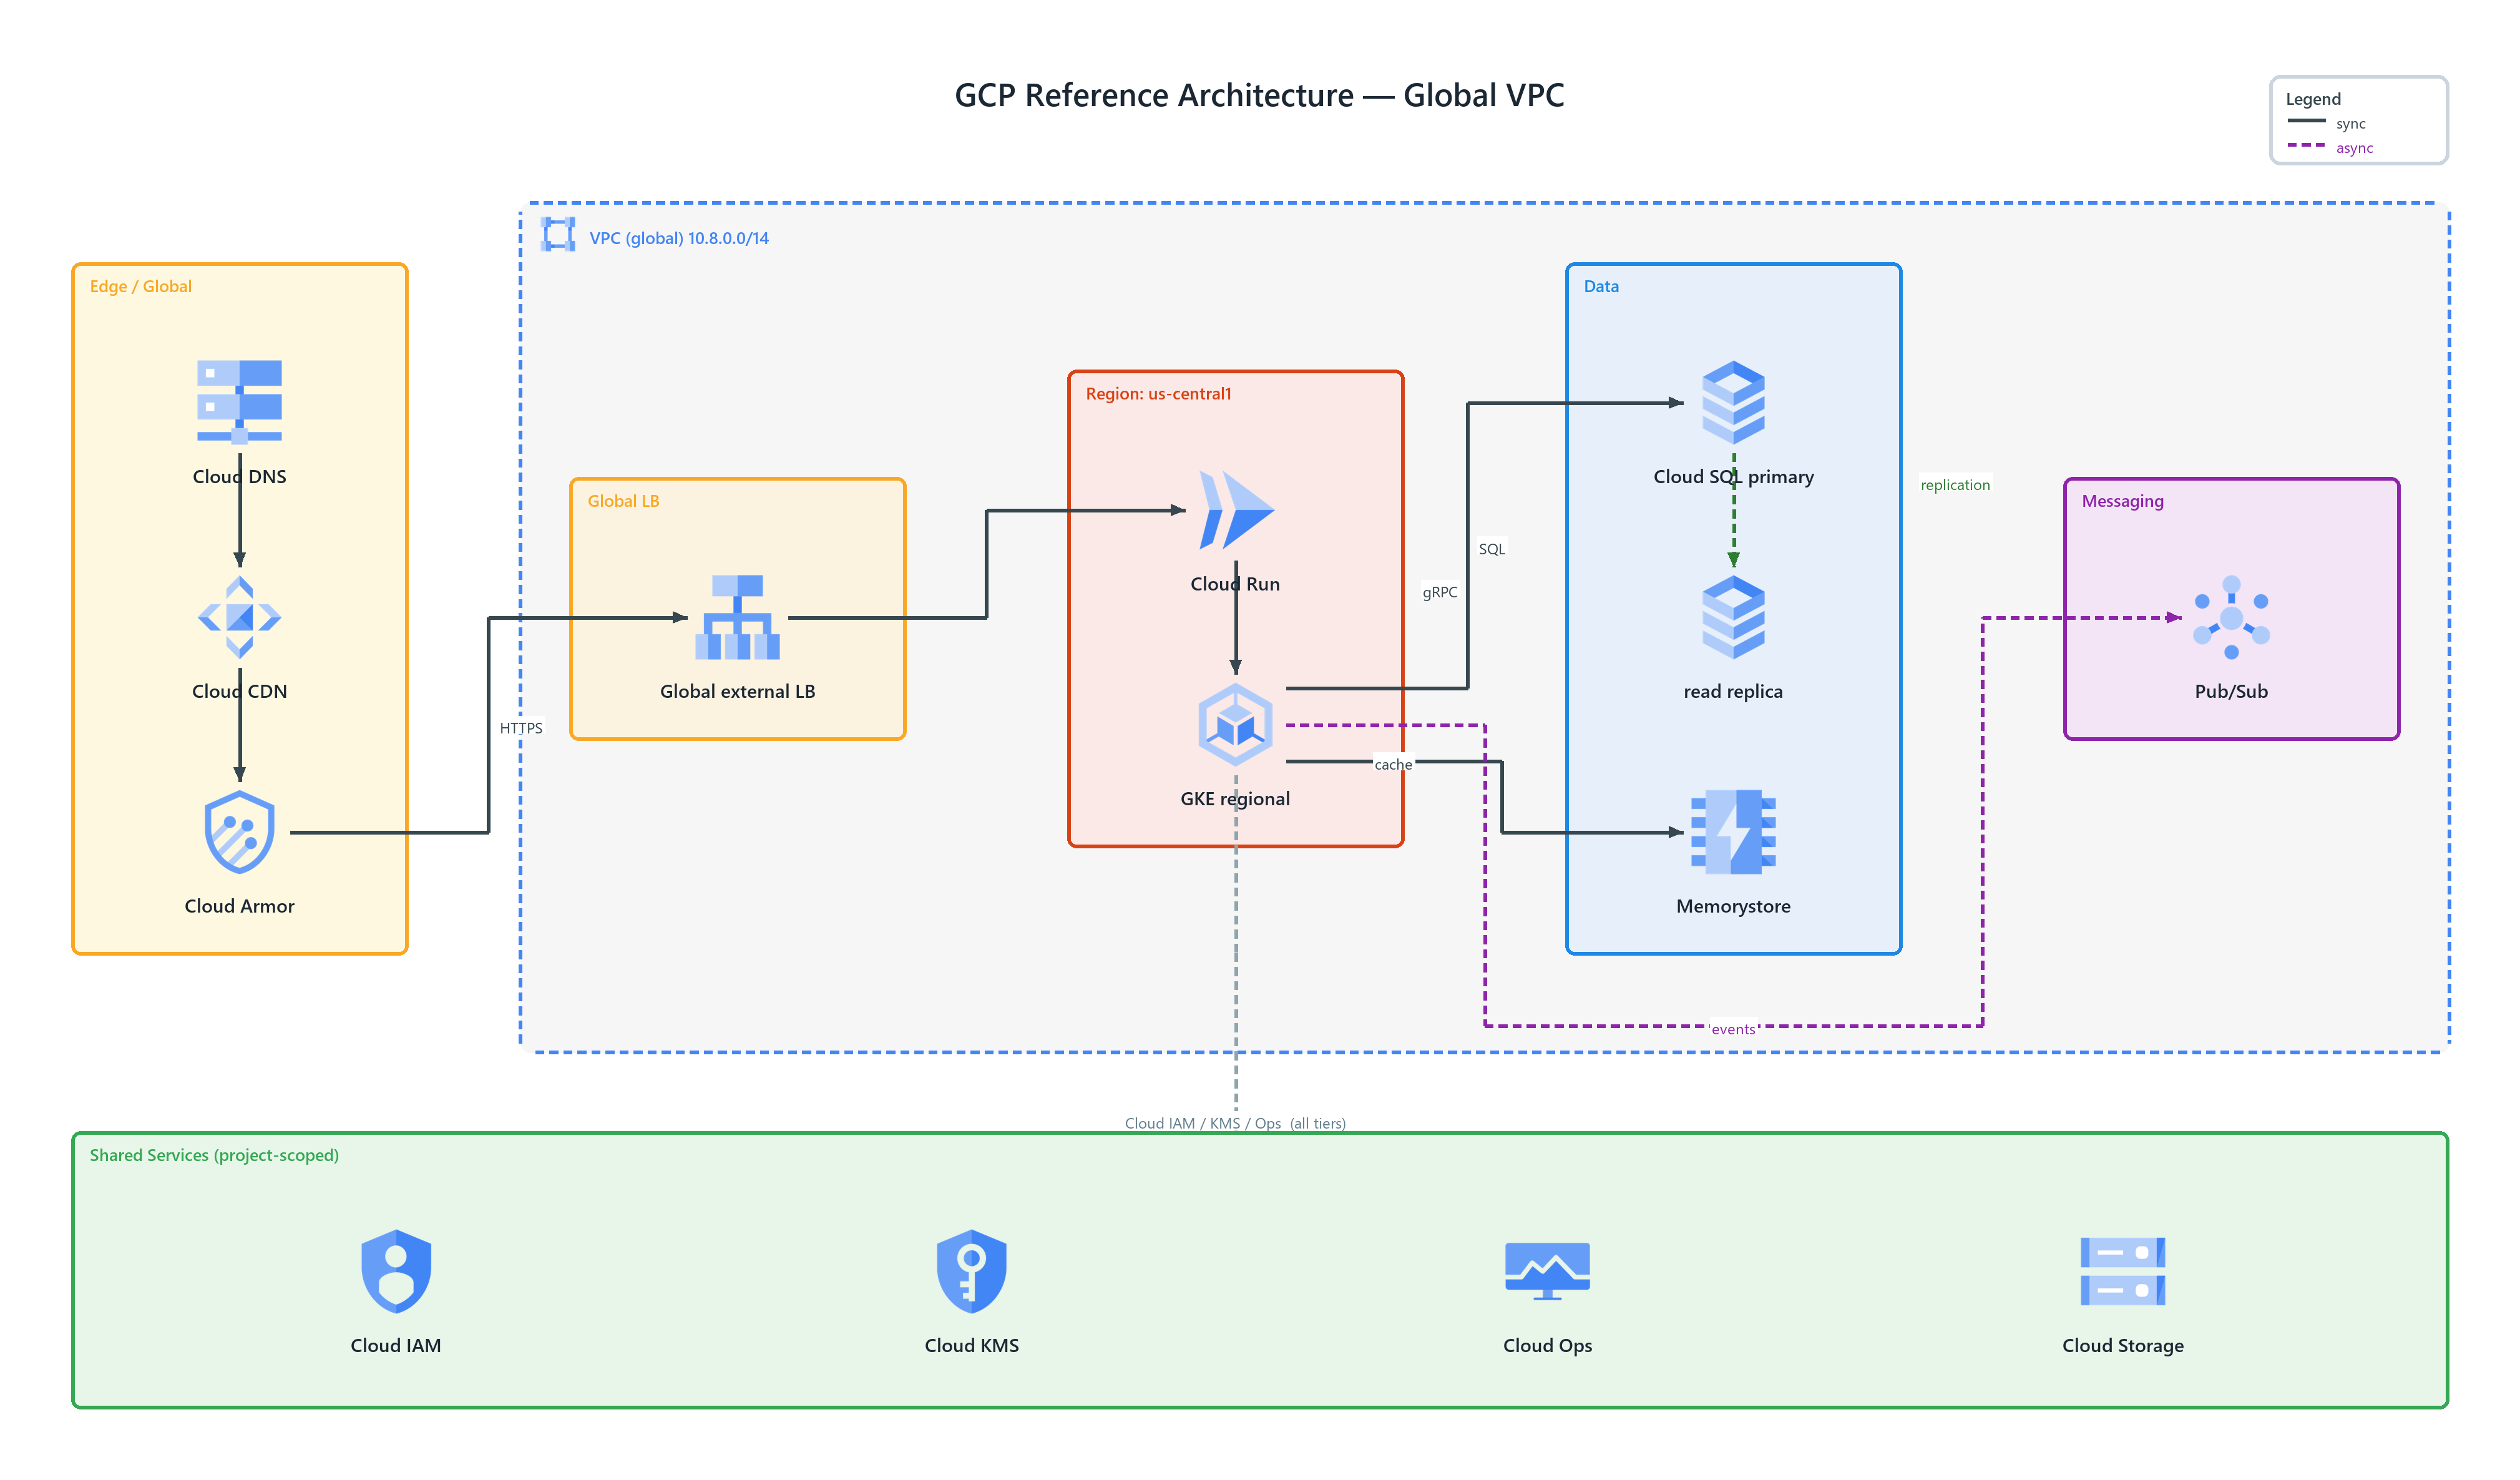 GCP Reference Architecture — Global VPC
Legend
sync
async
VPC (global) 10.8.0.0/14
Edge / Global
Cloud DNS
Cloud CDN
Cloud Armor
HTTPS
Global LB
Global external LB
Region: us-central1
Cloud Run
GKE regional
gRPC
SQL
cache
Data
Cloud SQL primary
replication
read replica
Memorystore
events
Messaging
Pub/Sub
Cloud IAM / KMS / Ops (all tiers)
Shared Services (project-scoped)
Cloud IAM
Cloud KMS
Cloud Ops
Cloud Storage